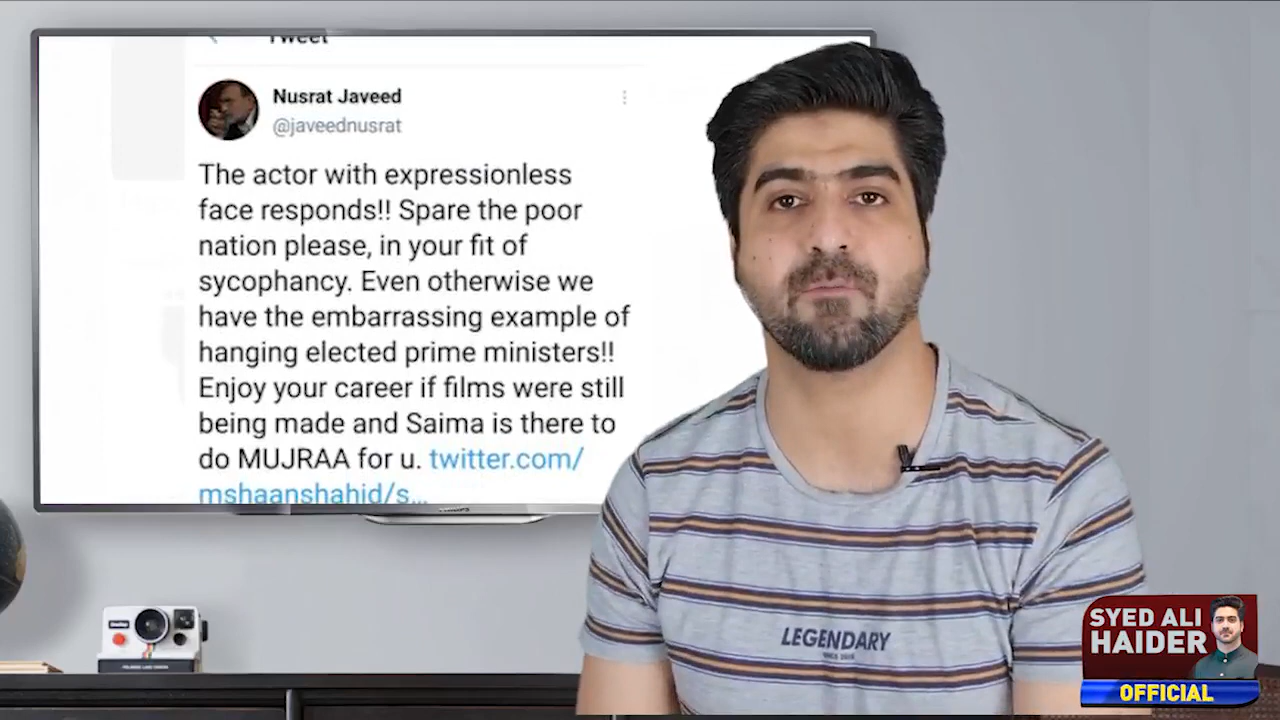 Tweet
Nusrat Javeed
@javeednusrat
The actor with expressionless
face responds!! Spare the poor
nation please, in your fit of
sycophancy. Even otherwise we
have the embarrassing example of
hanging elected prime ministers!!
Enjoy your career if films were still
being made and Saima is there to
do MUJRAA for u. twitter.com/
mshaanshahid/s...
LEGENDARY
SYED ALI
HAIDER
OFFICIAL